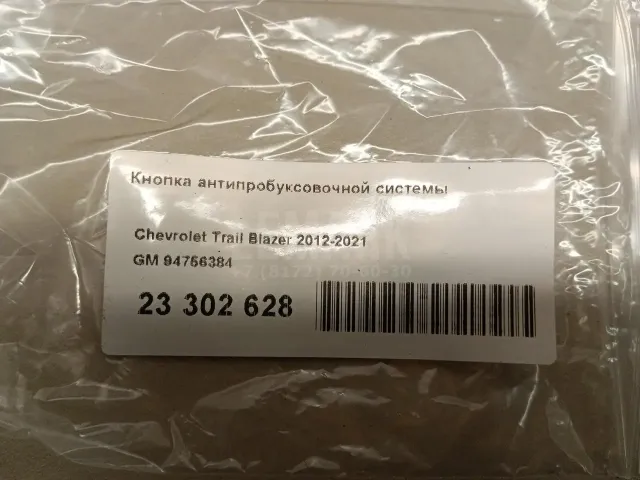 Кнопка антипробуксовочной системы
Chevrolet Trail Blazer 2012-2021
GM 94756384
23 302 628